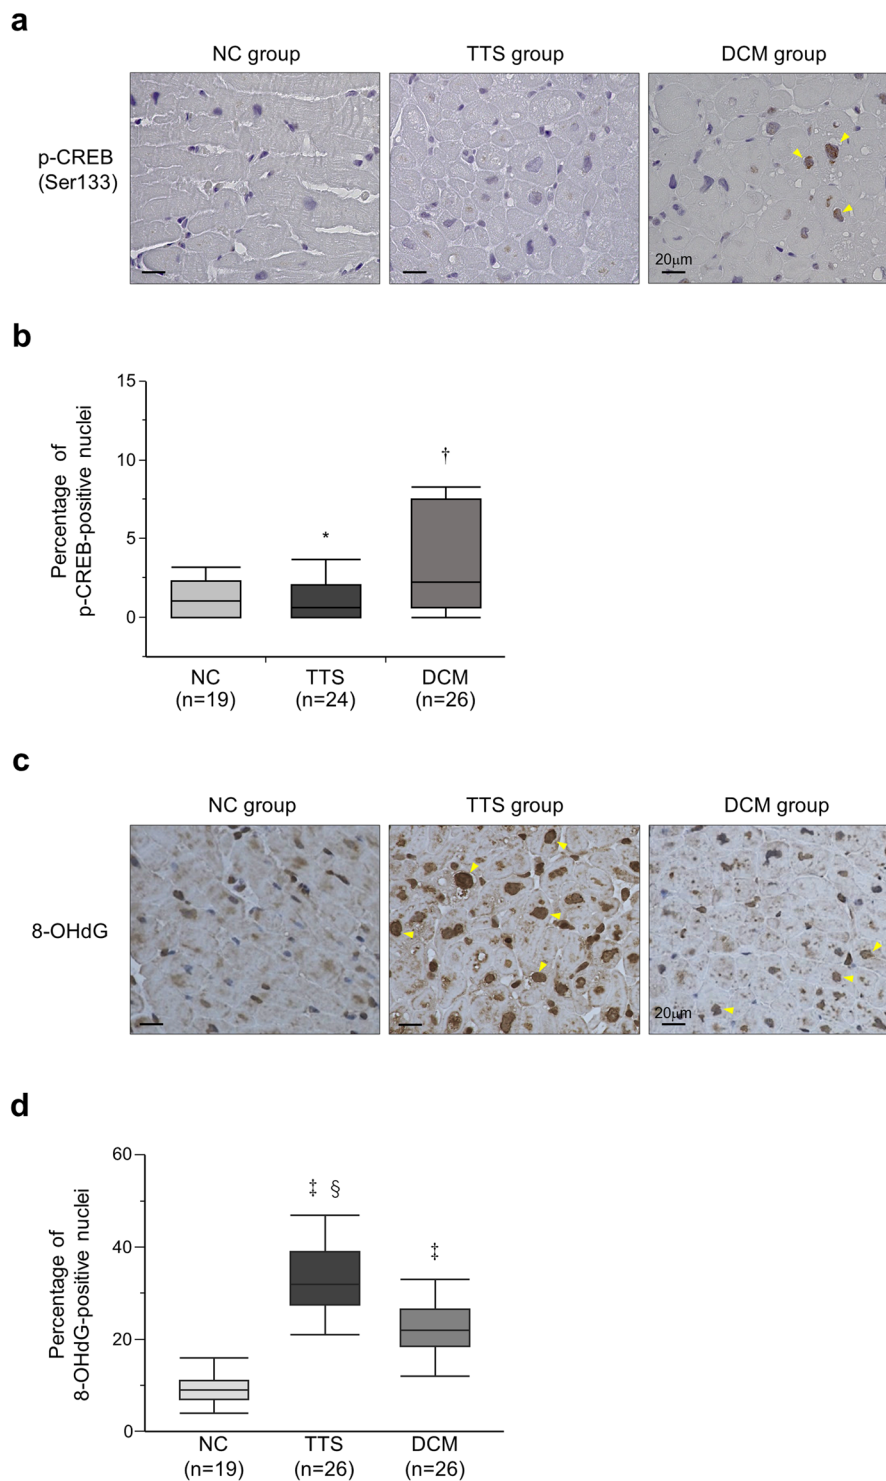 a
NC group
TTS group
DCM group
p-CREB
(Ser133)
20μm
b
Percentage of
p-CREB-positive nuclei
15
10
5
0
*
†
NC
(n=19)
TTS
(n=24)
DCM
(n=26)
c
NC group
TTS group
DCM group
8-OHdG
20μm
d
Percentage of
8-OHdG-positive nuclei
60
40
20
0
‡ §
‡
NC
(n=19)
TTS
(n=26)
DCM
(n=26)